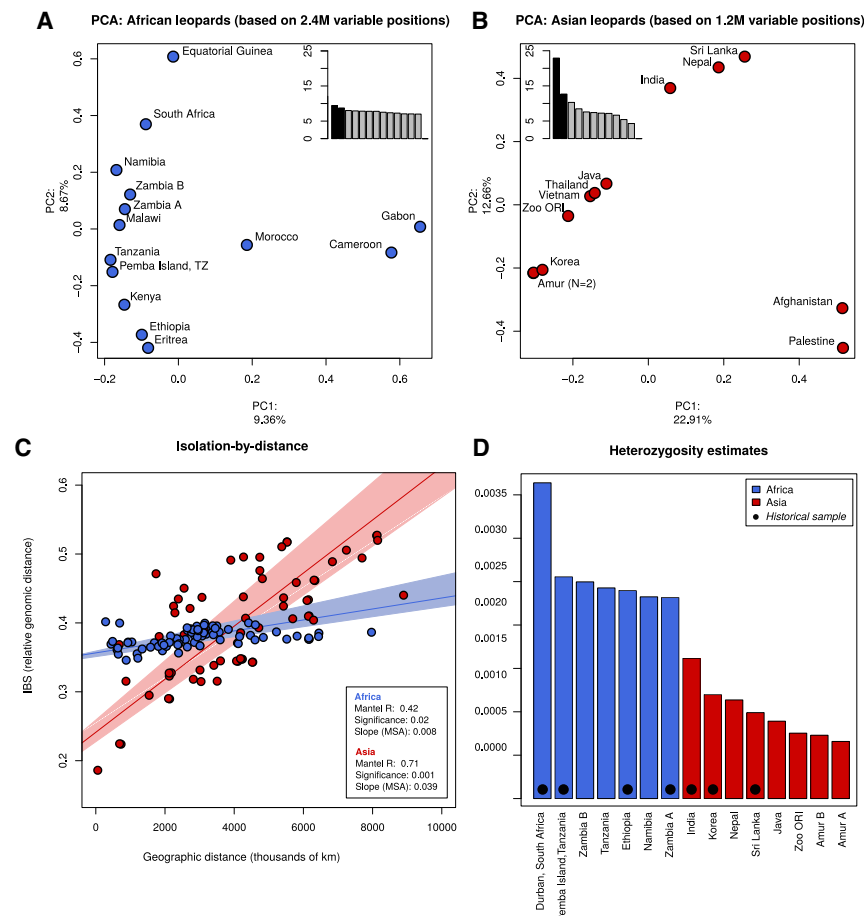 A
PCA: African leopards (based on 2.4M variable positions)
Equatorial Guinea
South Africa
Namibia
Zambia B
Zambia A
Malawi
Tanzania
Pemba Island, TZ
Kenya
Ethiopia
Eritrea
Morocco
Gabon
Cameroon
25
15
5
0
0.6
0.4
0.2
0.0
−0.2
−0.4
PC2:
8.67%
−0.2
0.0
0.2
0.4
0.6
PC1:
9.36%
B
PCA: Asian leopards (based on 1.2M variable positions)
Sri Lanka
Nepal
India
Java
Thailand
Vietnam
Zoo ORI
Korea
Amur (N=2)
Afghanistan
Palestine
25
15
5
0
0.4
0.2
0.0
−0.2
−0.4
PC2:
12.66%
−0.2
0.0
0.2
0.4
PC1:
22.91%
C
Isolation-by-distance
0.6
0.5
0.4
0.3
0.2
IBS (relative genomic distance)
Africa
Mantel R: 0.42
Significance: 0.02
Slope (MSA): 0.008
Asia
Mantel R: 0.71
Significance: 0.001
Slope (MSA): 0.039
0
2000
4000
6000
8000
10000
Geographic distance (thousands of km)
D
Heterozygosity estimates
Africa
Asia
Historical sample
0.0035
0.0025
0.0020
0.0015
0.0010
0.0005
0.0000
Durban, South Africa
emba Island,Tanzania
Zambia B
Tanzania
Ethiopia
Namibia
Zambia A
India
Korea
Nepal
Sri Lanka
Java
Zoo ORI
Amur B
Amur A